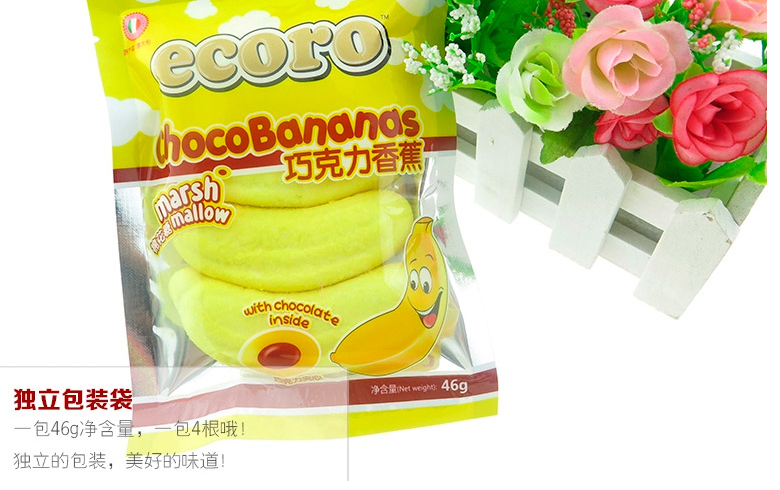 ecoro™
ChocoBananas
巧克力香蕉
marsh
mallow
with chocolate
inside
净含量(Net weight): 46g
独立包装袋
一包46g净含量，一包4根哦！
独立的包装，美好的味道！